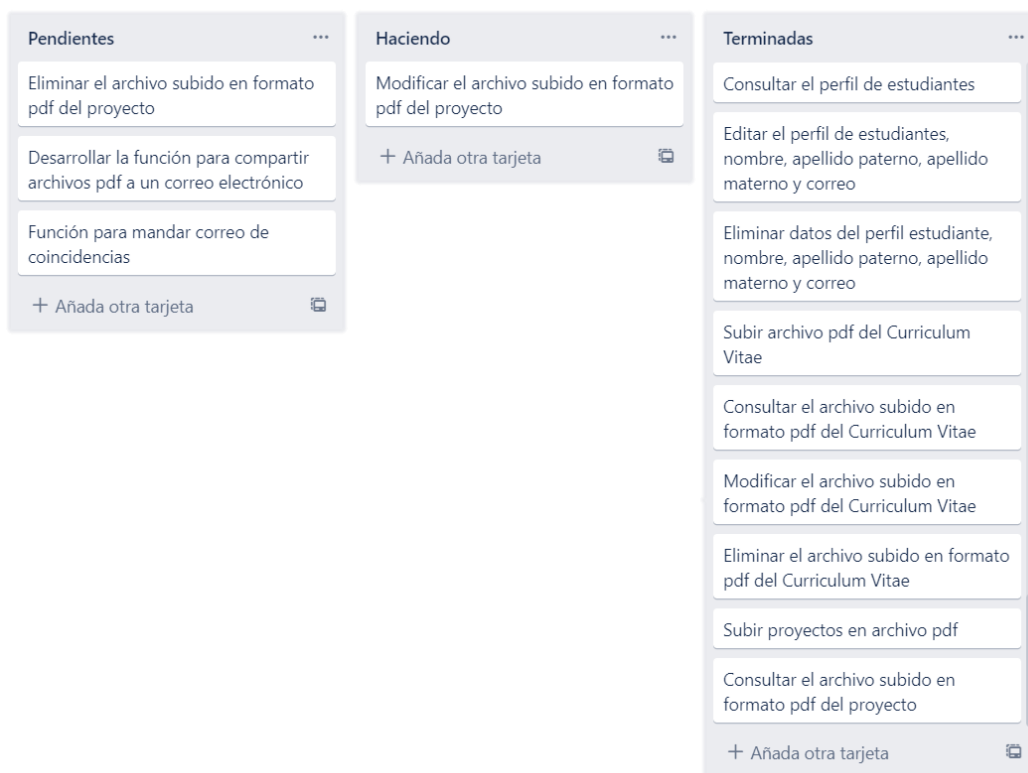 Pendientes
Eliminar el archivo subido en formato
pdf del proyecto
Desarrollar la función para compartir
archivos pdf a un correo electrónico
Función para mandar correo de
coincidencias
+ Añada otra tarjeta
Haciendo
Modificar el archivo subido en formato
pdf del proyecto
+ Añada otra tarjeta
Terminadas
Consultar el perfil de estudiantes
Editar el perfil de estudiantes,
nombre, apellido paterno, apellido
materno y correo
Eliminar datos del perfil estudiante,
nombre, apellido paterno, apellido
materno y correo
Subir archivo pdf del Curriculum
Vitae
Consultar el archivo subido en
formato pdf del Curriculum Vitae
Modificar el archivo subido en
formato pdf del Curriculum Vitae
Eliminar el archivo subido en formato
pdf del Curriculum Vitae
Subir proyectos en archivo pdf
Consultar el archivo subido en
formato pdf del proyecto
+ Añada otra tarjeta